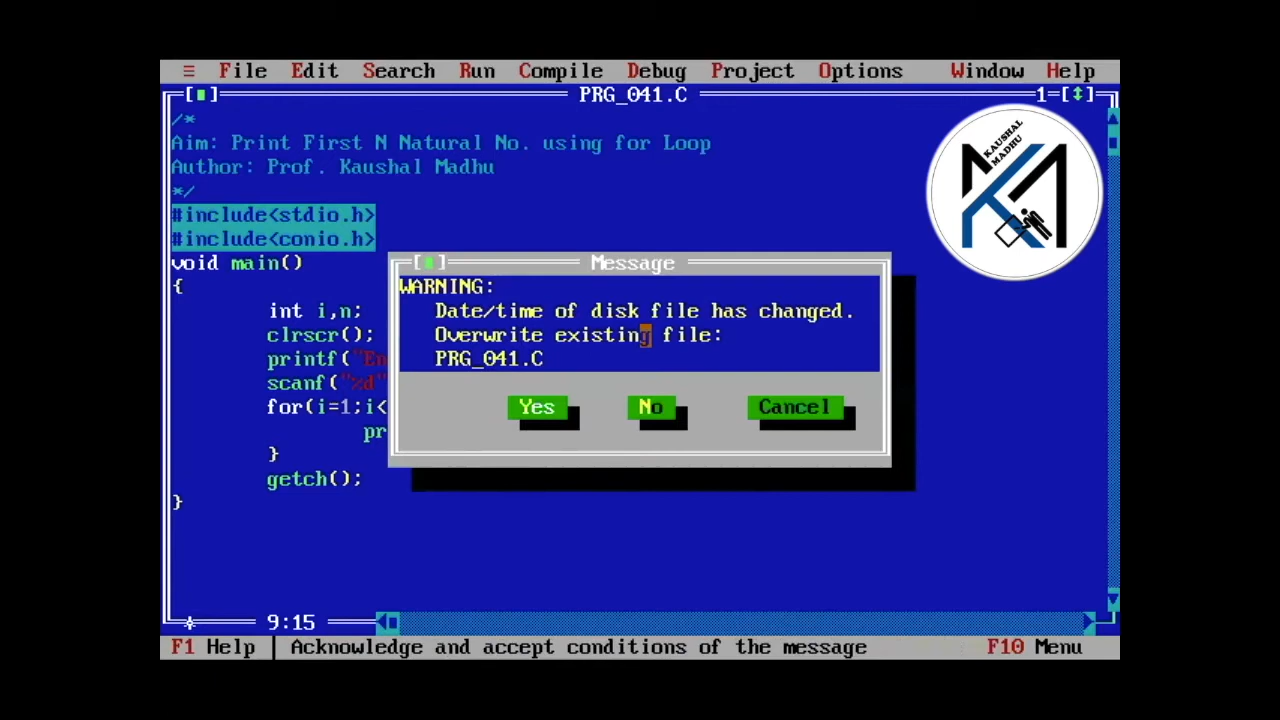 ≡ File Edit Search Run Compile Debug Project Options Window Help
PRG_041.C 1
/*
Aim: Print First N Natural No. using for Loop
Author: Prof. Kaushal Madhu
*/
#include<stdio.h>
#include<conio.h>
void main()
{
int i,n;
clrscr();
printf("En
scanf("%d"
for(i=1;i<
pr
}
getch();
}
KAUSHAL
MADHU
Message
WARNING:
Date/time of disk file has changed.
Overwrite existing file:
PRG_041.C
Yes No Cancel
9:15
F1 Help Acknowledge and accept conditions of the message F10 Menu